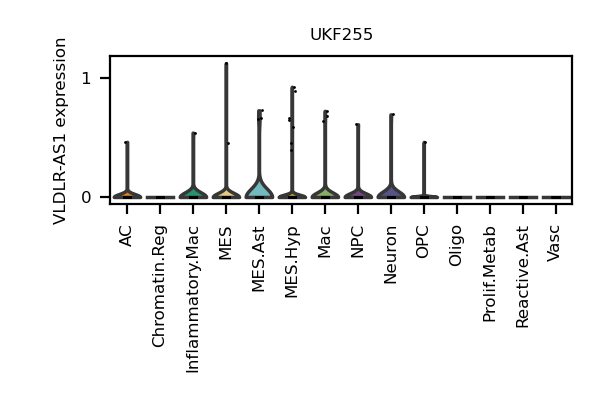 UKF255
VLDLR-AS1 expression
1
0
AC
Chromatin.Reg
Inflammatory.Mac
MES
MES.Ast
MES.Hyp
Mac
NPC
Neuron
OPC
Oligo
Prolif.Metab
Reactive.Ast
Vasc